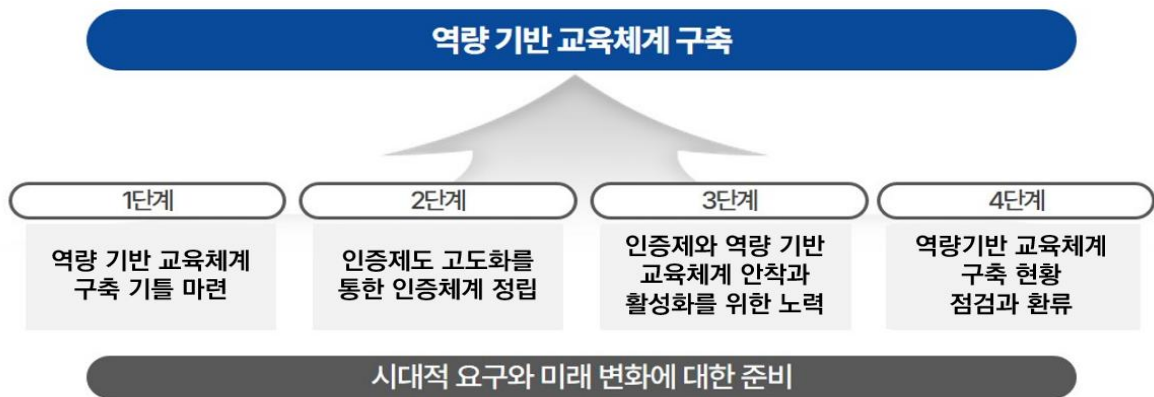 역량 기반 교육체계 구축
1단계
역량 기반 교육체계
구축 기틀 마련
2단계
인증제도 고도화를
통한 인증체계 정립
3단계
인증제와 역량 기반
교육체계 안착과
활성화를 위한 노력
4단계
역량기반 교육체계
구축 현황
점검과 환류
시대적 요구와 미래 변화에 대한 준비